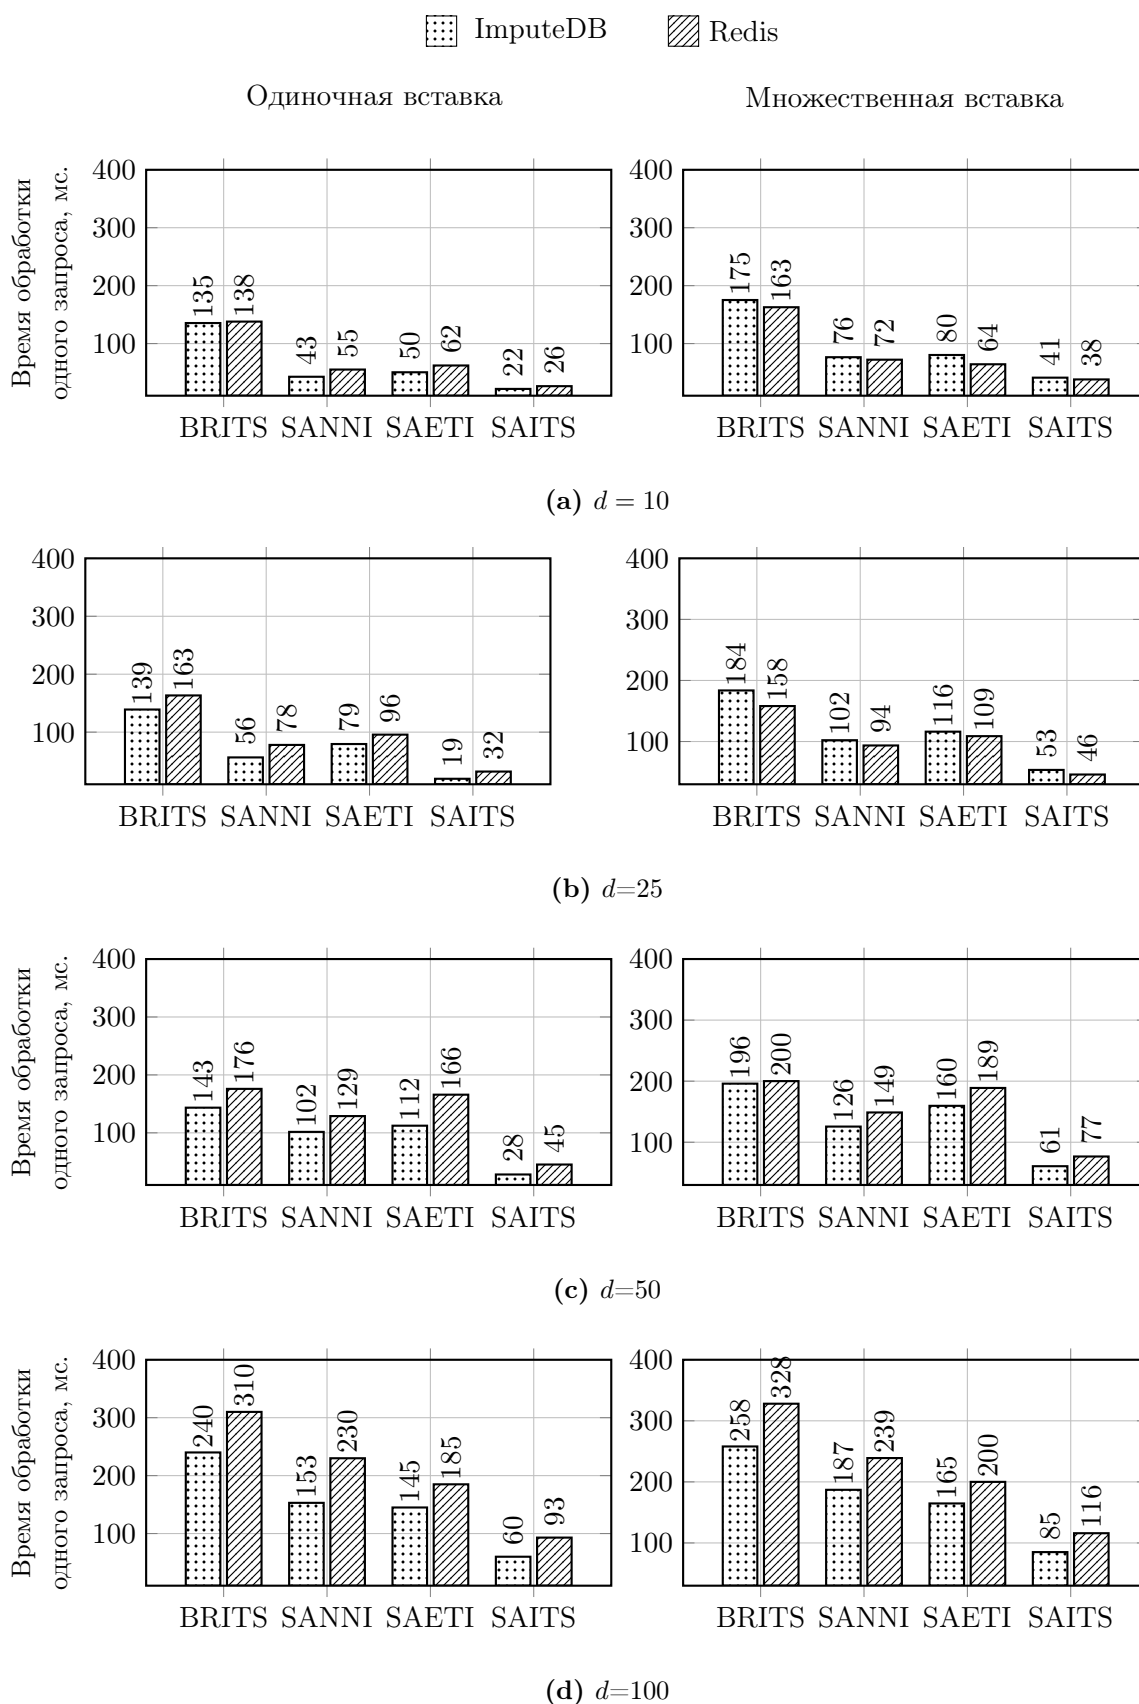 ImputeDB Redis
Одиночная вставка
Множественная вставка
Время обработки
одного запроса, мс.
400
300
200
100
135 138 43 55 50 62 22 26
BRITS SANNI SAETI SAITS
400
300
200
100
175 163 76 72 80 64 41 38
BRITS SANNI SAETI SAITS
(a) d = 10
400
300
200
100
139 163 56 78 79 96 19 32
BRITS SANNI SAETI SAITS
400
300
200
100
184 158 102 94 116 109 53 46
BRITS SANNI SAETI SAITS
(b) d=25
Время обработки
одного запроса, мс.
400
300
200
100
143 176 102 129 112 166 28 45
BRITS SANNI SAETI SAITS
400
300
200
100
196 200 126 149 160 189 61 77
BRITS SANNI SAETI SAITS
(c) d=50
Время обработки
одного запроса, мс.
400
300
200
100
240 310 153 230 145 185 60 93
BRITS SANNI SAETI SAITS
400
300
200
100
258 328 187 239 165 200 85 116
BRITS SANNI SAETI SAITS
(d) d=100